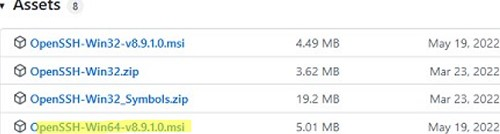 Assets 8
OpenSSH-Win32-v8.9.1.0.msi 4.49 MB May 19, 2022
OpenSSH-Win32.zip 3.62 MB Mar 23, 2022
OpenSSH-Win32_Symbols.zip 19.2 MB Mar 23, 2022
OpenSSH-Win64-v8.9.1.0.msi 5.01 MB May 19, 2022